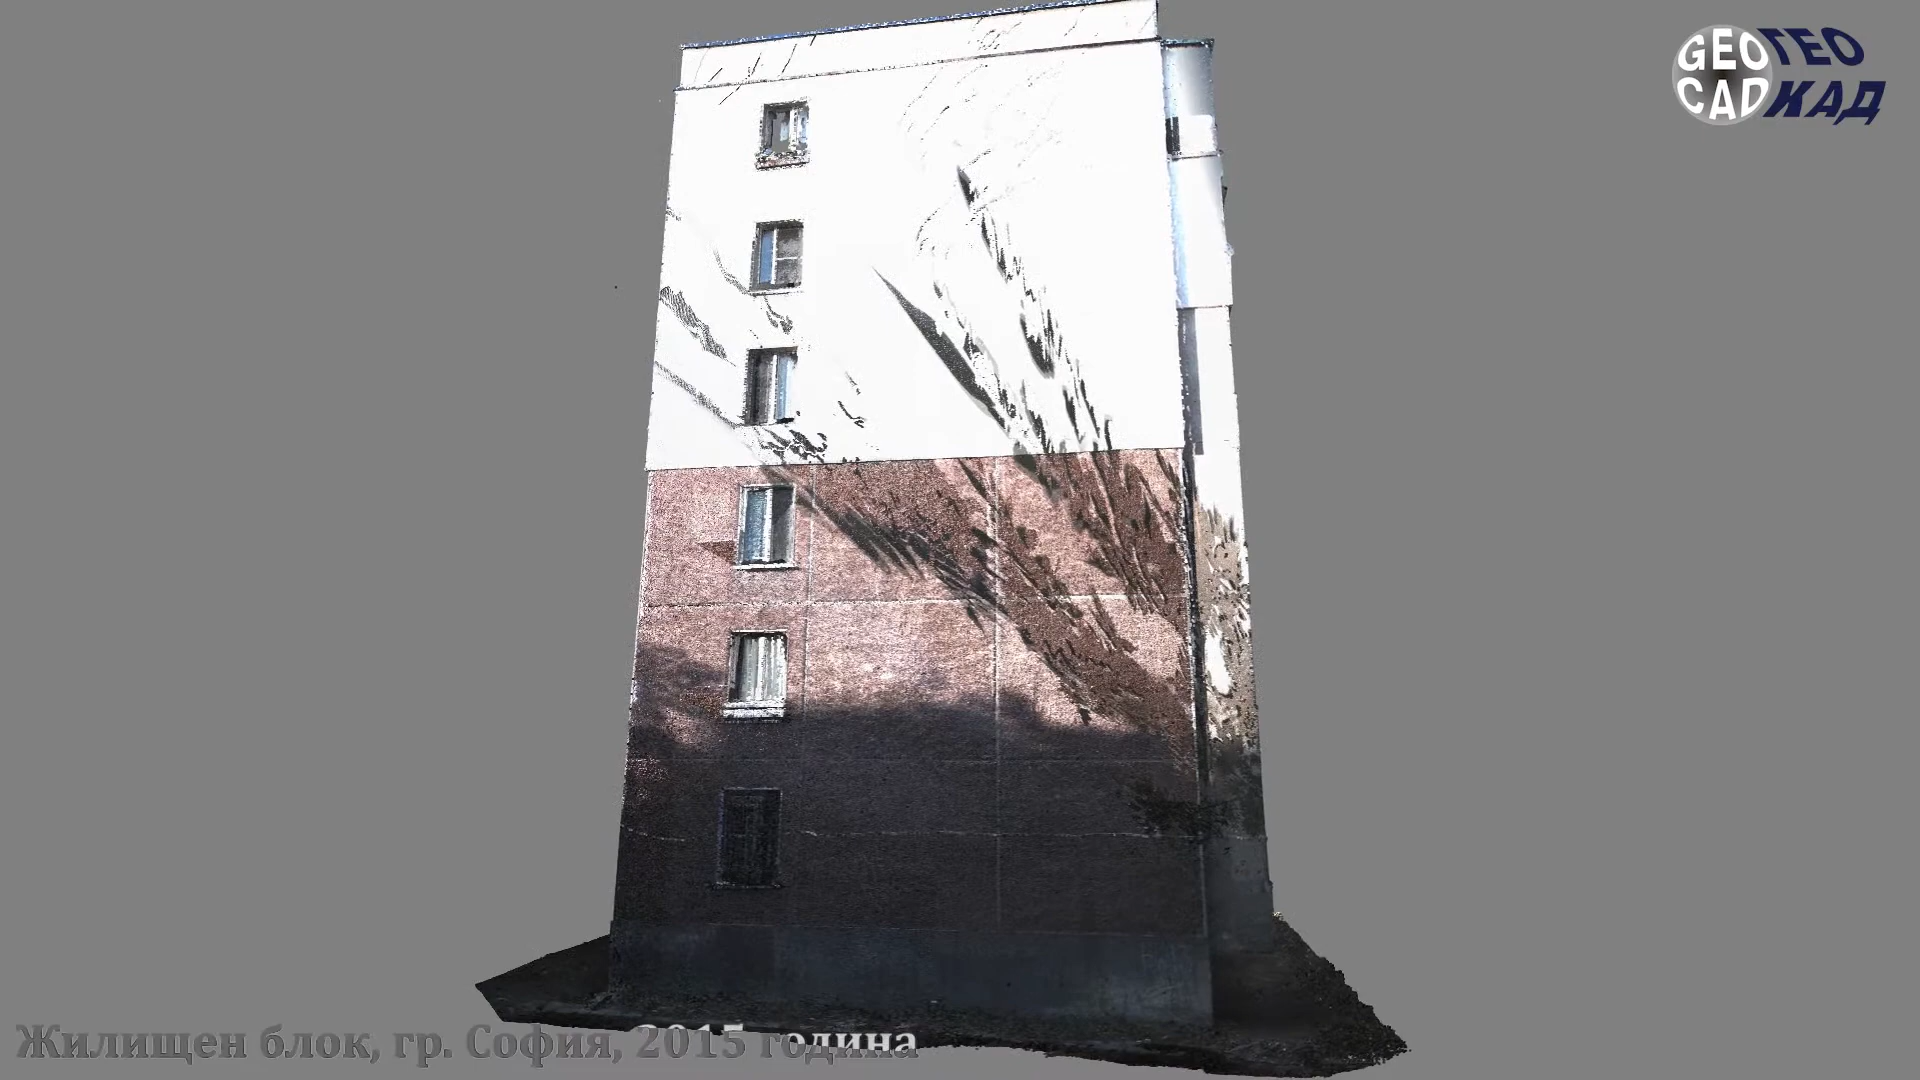 GEO ГЕО
CAD КАД
Жилищен блок, гр. София, 2015 година